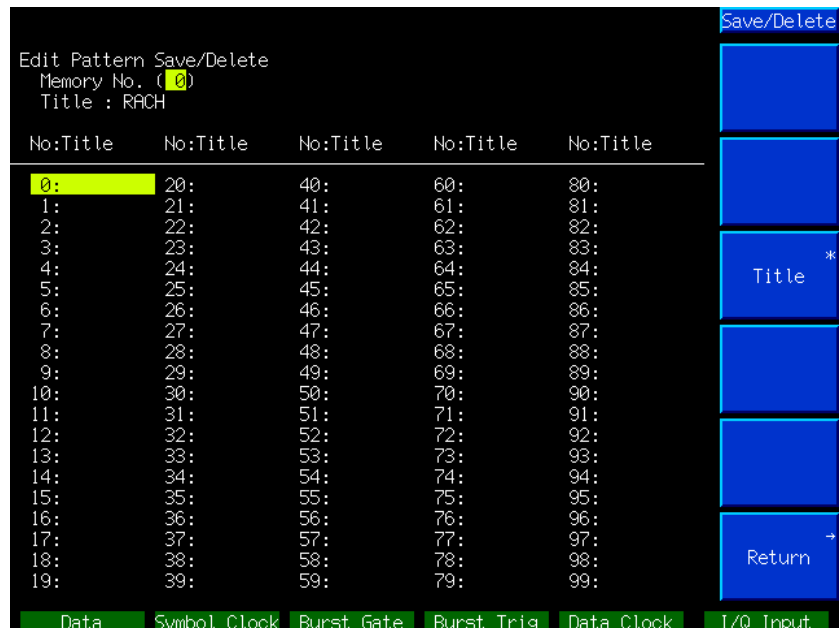 Save/Delete
Edit Pattern Save/Delete
Memory No. ( 0)
Title : RACH
No:Title No:Title No:Title No:Title No:Title
0: 20: 40: 60: 80:
1: 21: 41: 61: 81:
2: 22: 42: 62: 82:
3: 23: 43: 63: 83:
4: 24: 44: 64: 84:
5: 25: 45: 65: 85:
6: 26: 46: 66: 86:
7: 27: 47: 67: 87:
8: 28: 48: 68: 88:
9: 29: 49: 69: 89:
10: 30: 50: 70: 90:
11: 31: 51: 71: 91:
12: 32: 52: 72: 92:
13: 33: 53: 73: 93:
14: 34: 54: 74: 94:
15: 35: 55: 75: 95:
16: 36: 56: 76: 96:
17: 37: 57: 77: 97:
18: 38: 58: 78: 98:
19: 39: 59: 79: 99:
*
Title
→
Return
Data Symbol Clock Burst Gate Burst Trig Data Clock I/Q Input